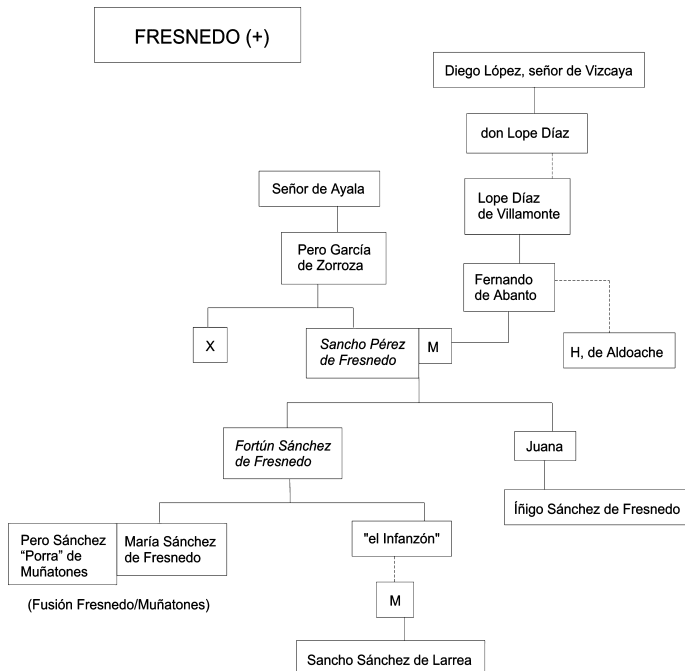 FRESNEDO (+)
Diego López, señor de Vizcaya
don Lope Díaz
Señor de Ayala
Lope Díaz
de Villamonte
Pero García
de Zorroza
Fernando
de Abanto
X
Sancho Pérez
de Fresnedo
M
H, de Aldoache
Fortún Sánchez
de Fresnedo
Juana
Íñigo Sánchez de Fresnedo
Pero Sánchez
“Porra” de
Muñatones
María Sánchez
de Fresnedo
"el Infanzón"
(Fusión Fresnedo/Muñatones)
M
Sancho Sánchez de Larrea